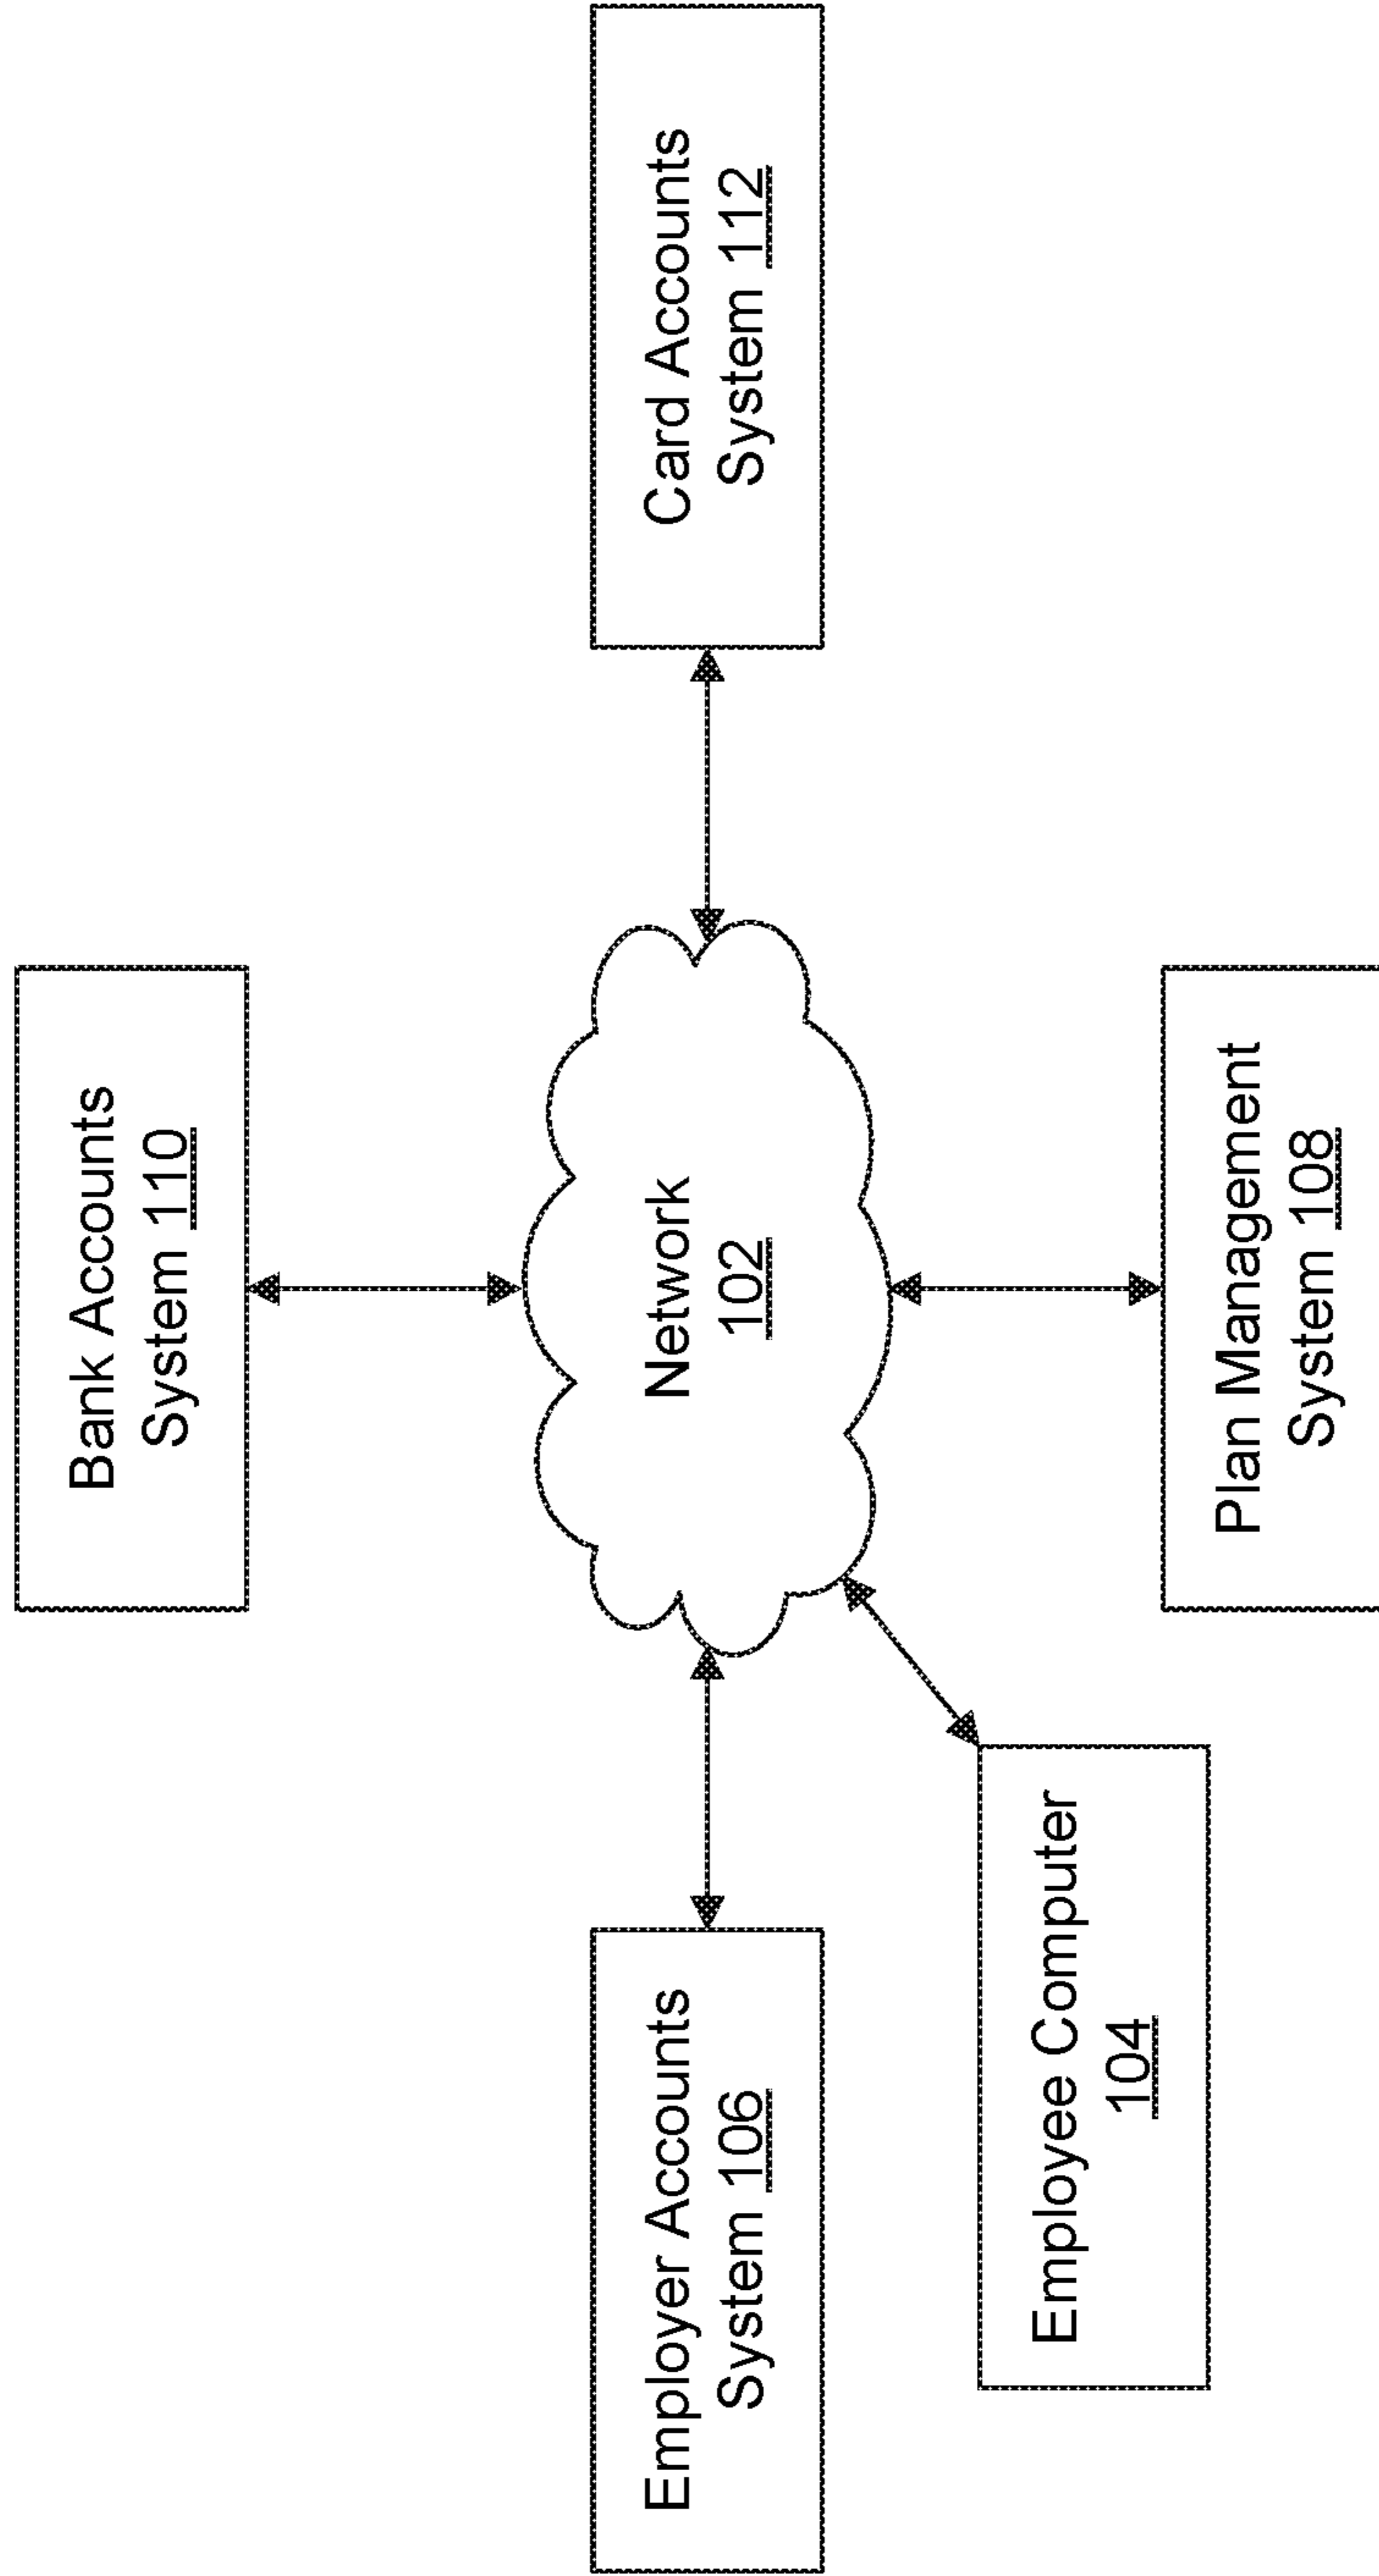 Bank Accounts
System 110
Employer Accounts
System 106
Network
102
Card Accounts
System 112
Employee Computer
104
Plan Management
System 108